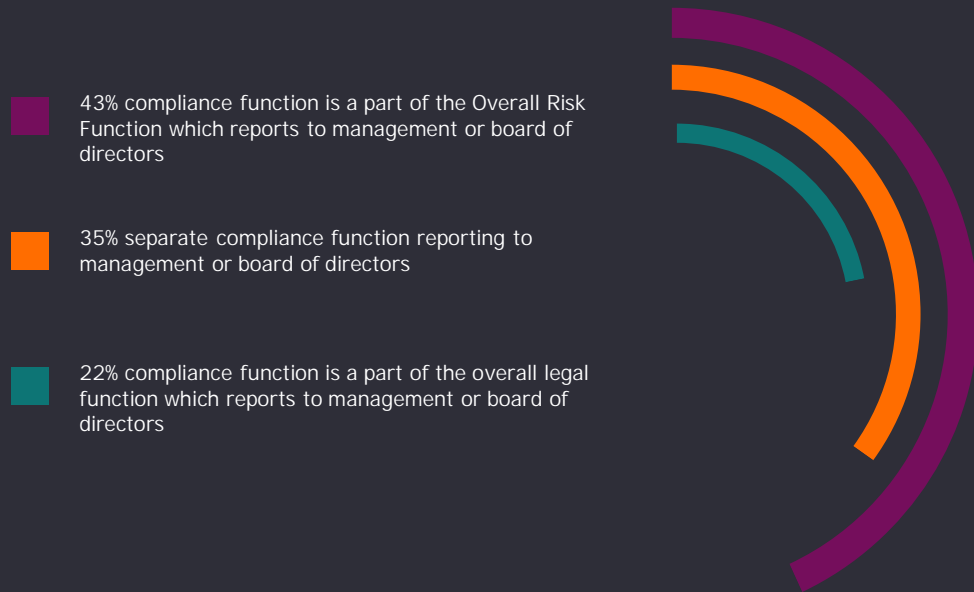 43% compliance function is a part of the Overall Risk
Function which reports to management or board of
directors
35% separate compliance function reporting to
management or board of directors
22% compliance function is a part of the overall legal
function which reports to management or board of
directors